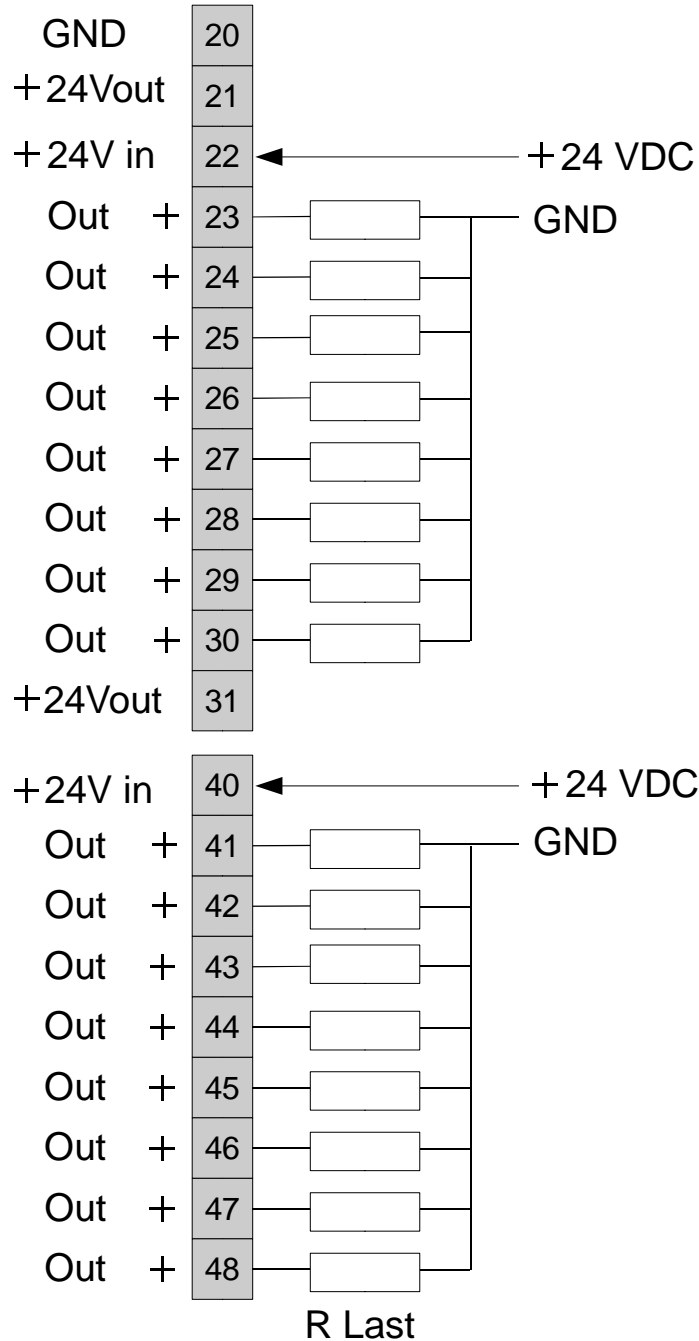 GND 20
+24Vout 21
+24V in 22 +24 VDC
Out + 23 GND
Out + 24
Out + 25
Out + 26
Out + 27
Out + 28
Out + 29
Out + 30
+24Vout 31
+24V in 40 +24 VDC
Out + 41 GND
Out + 42
Out + 43
Out + 44
Out + 45
Out + 46
Out + 47
Out + 48
R Last